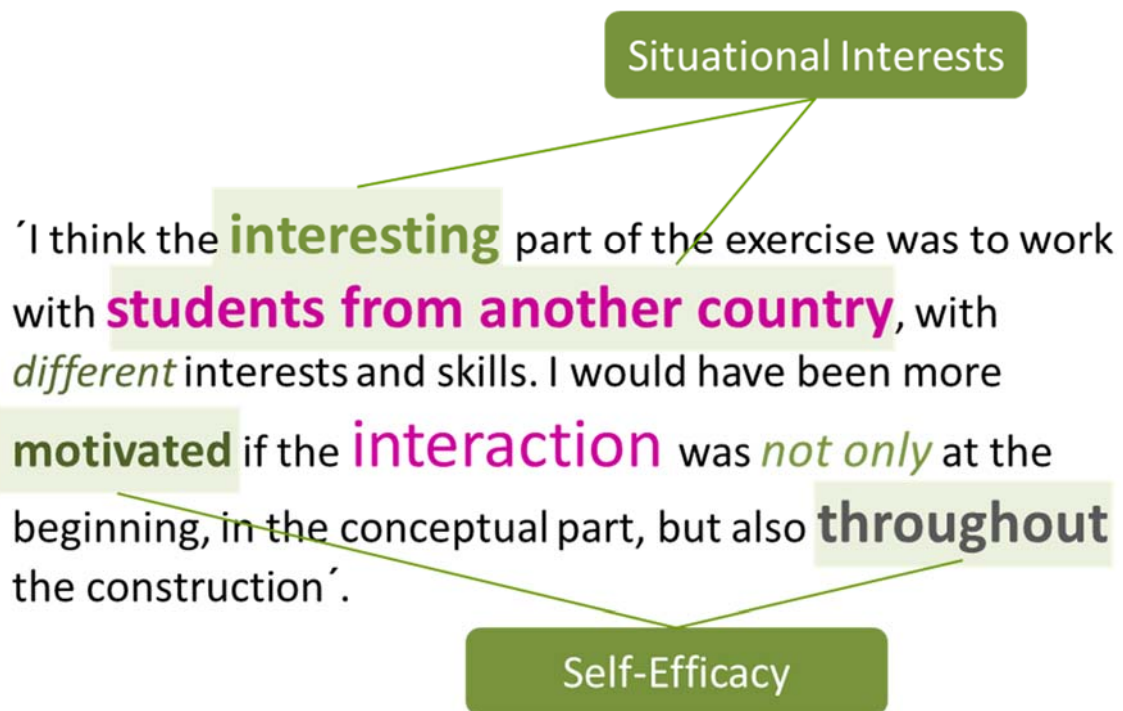 Situational Interests
´I think the interesting part of the exercise was to work
with students from another country, with
different interests and skills. I would have been more
motivated if the interaction was not only at the
beginning, in the conceptual part, but also throughout
the construction´.
Self-Efficacy